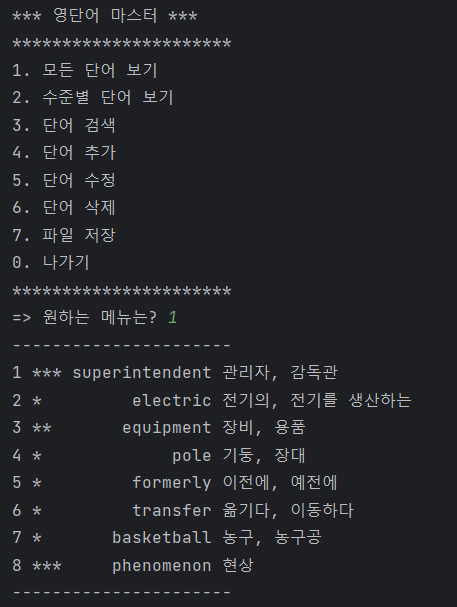 *** 영단어 마스터 ***
**********************
1. 모든 단어 보기
2. 수준별 단어 보기
3. 단어 검색
4. 단어 추가
5. 단어 수정
6. 단어 삭제
7. 파일 저장
0. 나가기
**********************
=> 원하는 메뉴는? 1
----------------------
1 *** superintendent 관리자, 감독관
2 *         electric 전기의, 전기를 생산하는
3 **       equipment 장비, 용품
4 *             pole 기둥, 장대
5 *         formerly 이전에, 예전에
6 *         transfer 옮기다, 이동하다
7 *       basketball 농구, 농구공
8 ***     phenomenon 현상
----------------------